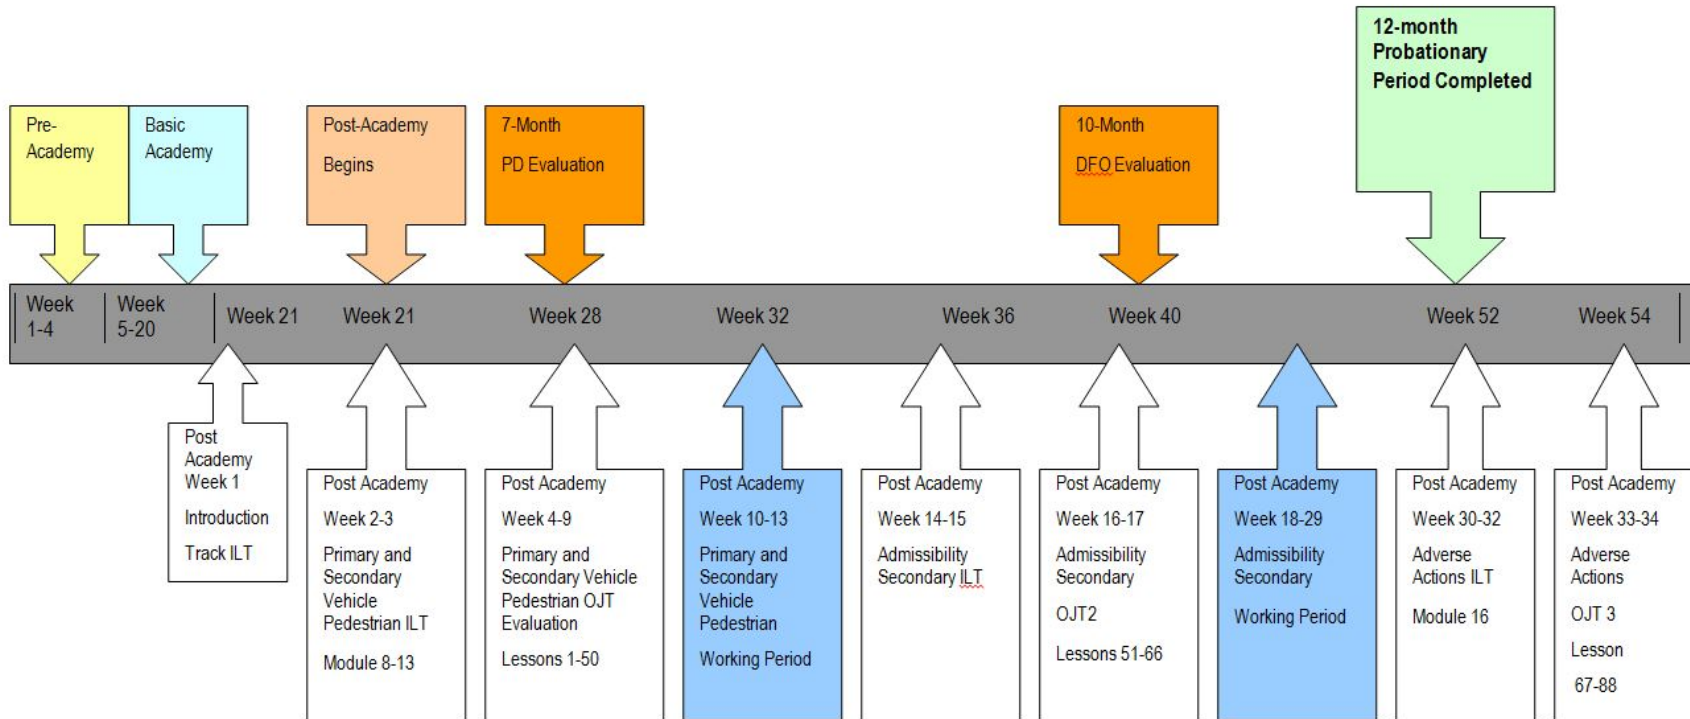 12-month
Probationary
Period Completed
Pre-
Academy
Basic
Academy
Post-Academy
Begins
7-Month
PD Evaluation
10-Month
DFO Evaluation
Week
1-4
Week
5-20
Week 21
Week 21
Week 28
Week 32
Week 36
Week 40
Week 52
Week 54
Post
Academy
Week 1
Introduction
Track ILT
Post Academy
Week 2-3
Primary and
Secondary
Vehicle
Pedestrian ILT
Module 8-13
Post Academy
Week 4-9
Primary and
Secondary Vehicle
Pedestrian OJT
Evaluation
Lessons 1-50
Post Academy
Week 10-13
Primary and
Secondary
Vehicle
Pedestrian
Working Period
Post Academy
Week 14-15
Admissibility
Secondary ILT
Post Academy
Week 16-17
Admissibility
Secondary
OJT2
Lessons 51-66
Post Academy
Week 18-29
Admissibility
Secondary
Working Period
Post Academy
Week 30-32
Adverse
Actions ILT
Module 16
Post Academy
Week 33-34
Adverse
Actions
OJT 3
Lesson
67-88